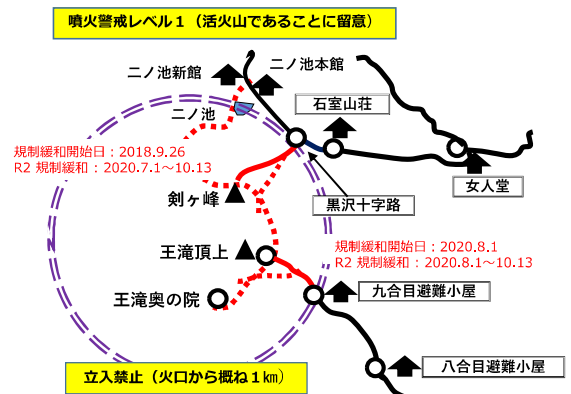 噴火警戒レベル１（活火山であることに留意）
二ノ池新館
二ノ池本館
石室山荘
二ノ池
規制緩和開始日：2018.9.26
R2 規制緩和：2020.7.1～10.13
女人堂
剣ヶ峰
黒沢十字路
王滝頂上
規制緩和開始日：2020.8.1
R2 規制緩和：2020.8.1～10.13
王滝奥の院
九合目避難小屋
八合目避難小屋
立入禁止（火口から概ね１㎞）